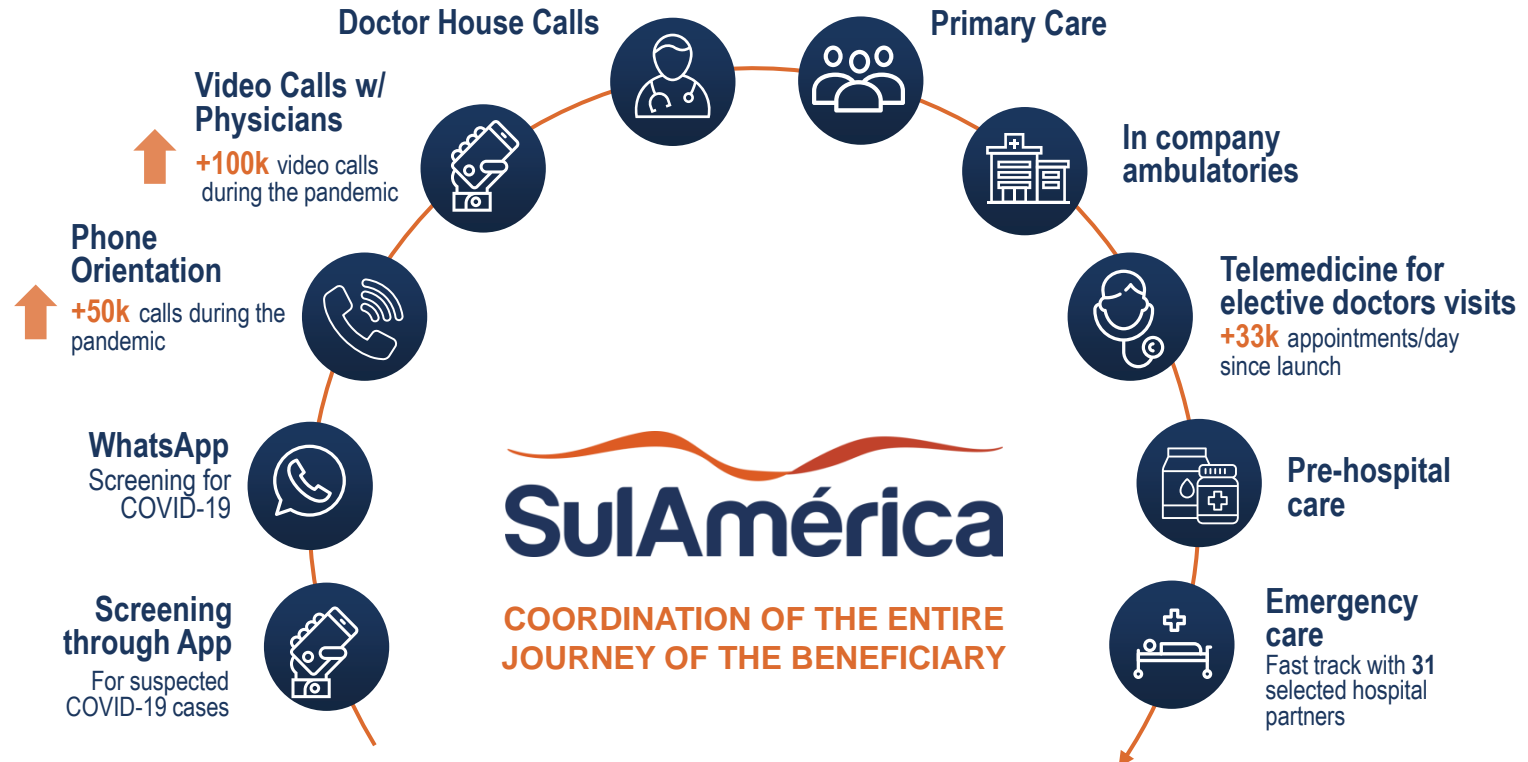 Doctor House Calls
Primary Care
Video Calls w/
Physicians
+100k video calls
during the pandemic
In company
ambulatories
Phone
Orientation
+50k calls during the
pandemic
Telemedicine for
elective doctors visits
+33k appointments/day
since launch
WhatsApp
Screening for
COVID-19
Pre-hospital
care
SulAmérica
COORDINATION OF THE ENTIRE
JOURNEY OF THE BENEFICIARY
Screening
through App
For suspected
COVID-19 cases
Emergency
care
Fast track with 31
selected hospital
partners